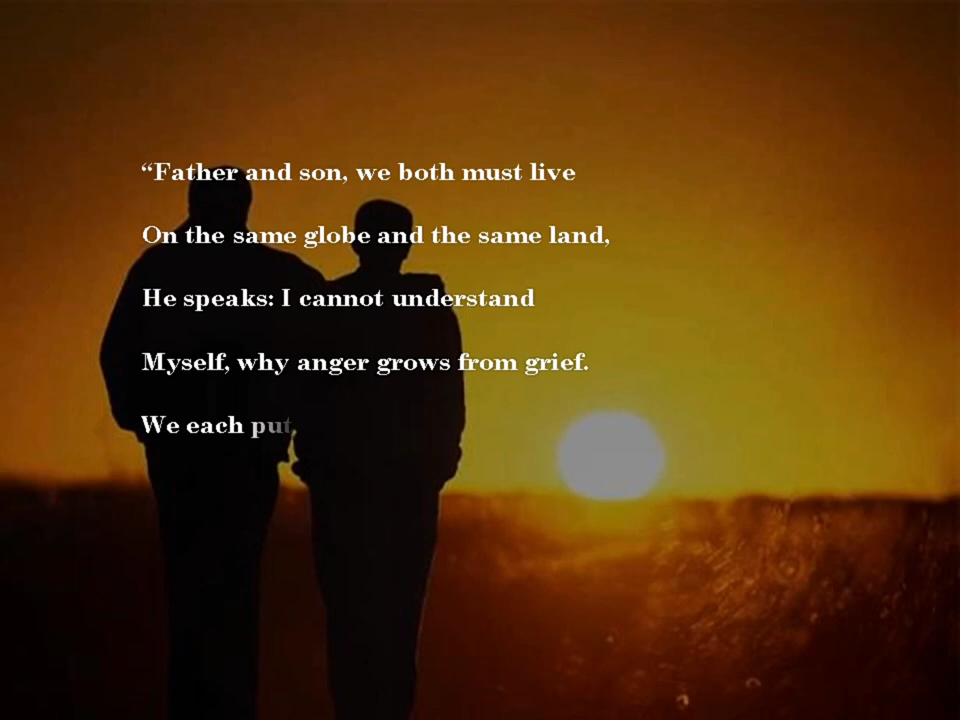 “Father and son, we both must live
On the same globe and the same land,
He speaks: I cannot understand
Myself, why anger grows from grief.
We each put